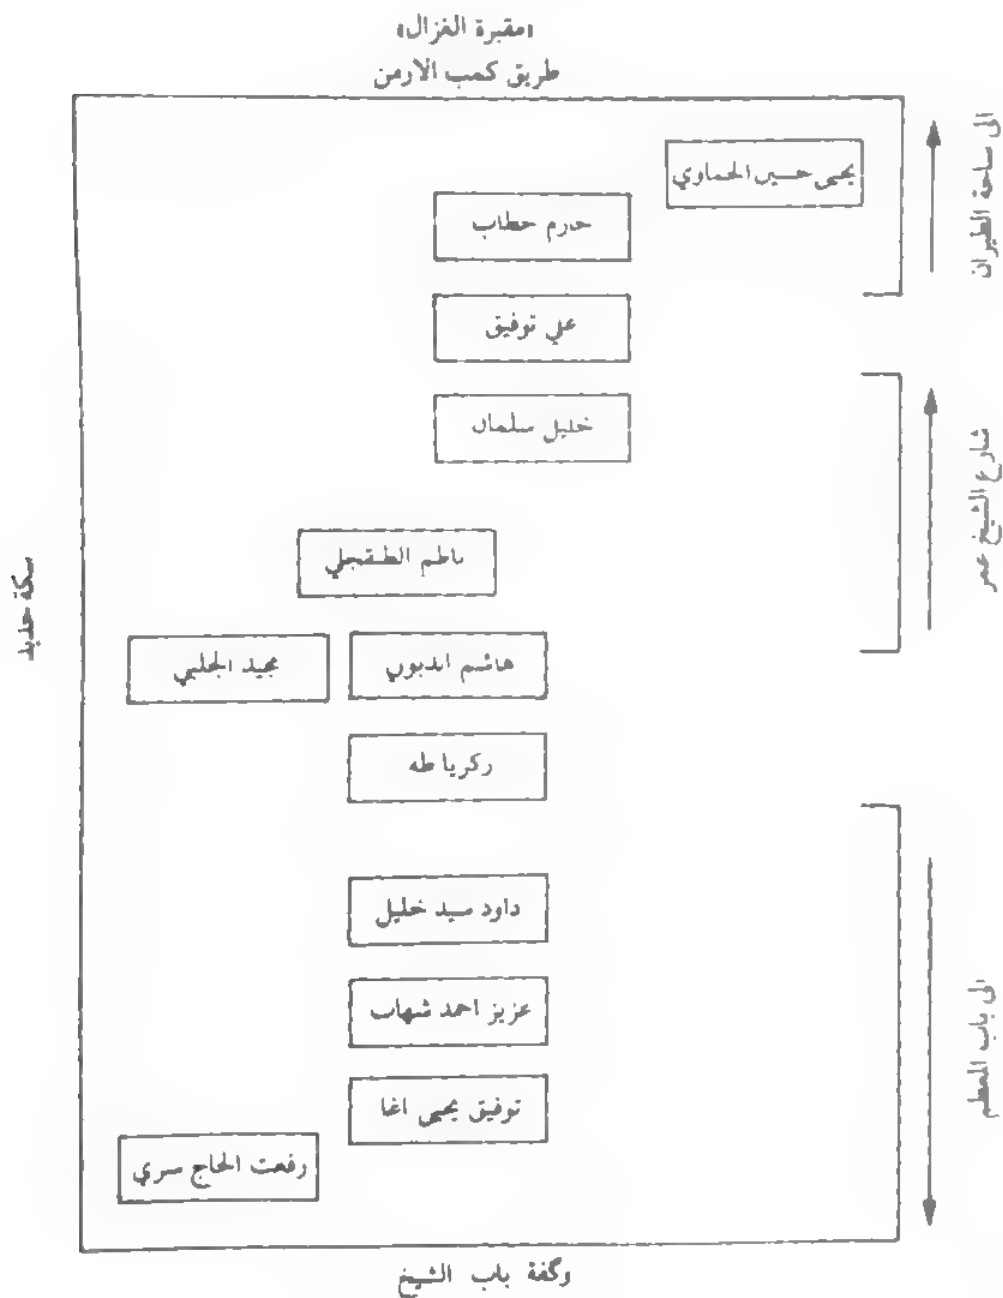 «مقبرة الغزال»
طريق كمب الارمن
الى ساحة الطيران
يحيى حسين الحماوي
حازم خطاب
علي توفيق
خليل سلمان
شارع الشيخ عمر
ناظم الطبقجلي
سكة حديد
مجيد الجلبي
هاشم الدبوني
زكريا طه
داود سيد خليل
عزيز احمد شهاب
الى باب المعظم
توفيق يحيى اغا
رفعت الحاج سري
وگفة باب الشيخ